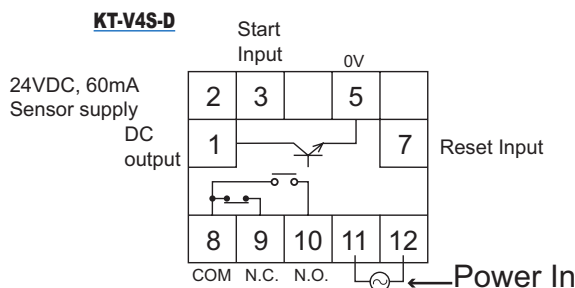 KT-V4S-D
Start
Input
0V
24VDC, 60mA
Sensor supply
2 3 5
DC
output
1 7
Reset Input
8 9 10 11 12
COM N.C. N.O.
Power In